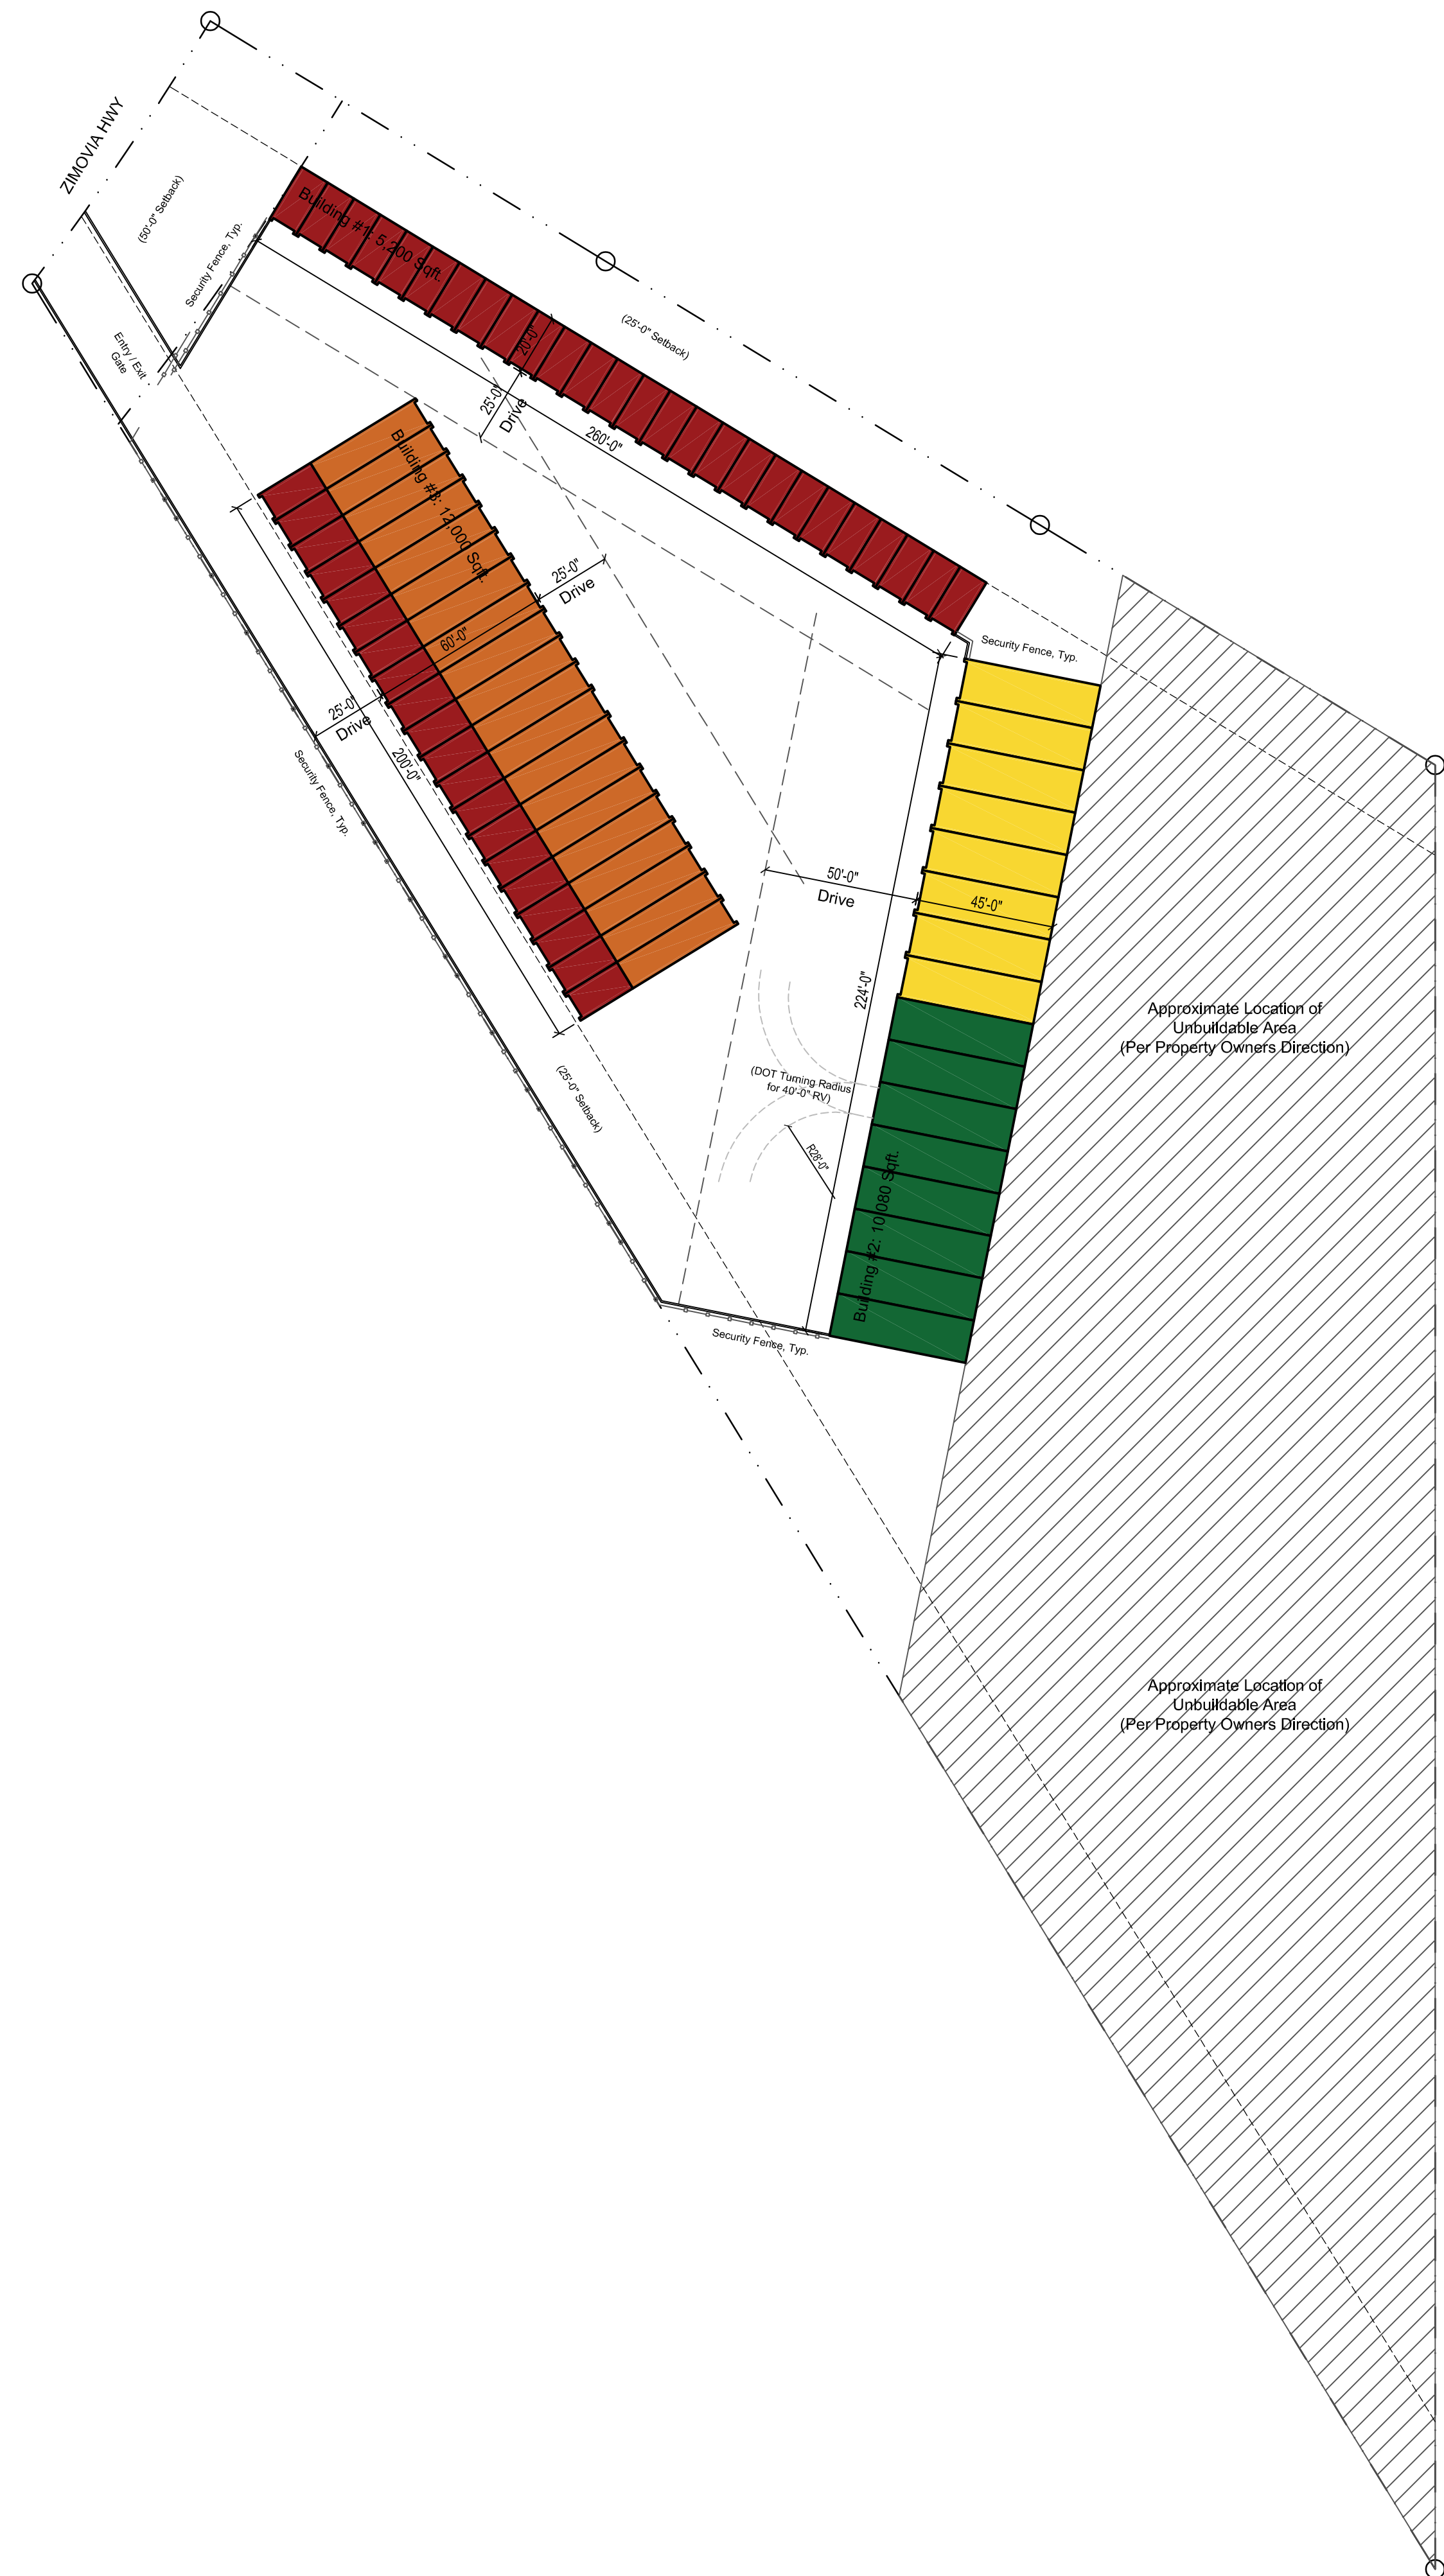 ZIMOVIA HWY
(50'-0" Setback)
Security Fence, Typ.
Entry / Exit
Gate
Building #1: 5,200 Sqft.
20'-0"
25'-0"
Drive
260'-0"
(25'-0" Setback)
Building #3: 12,000 Sqft.
25'-0"
Drive
60'-0"
25'-0"
Drive
200'-0"
Security Fence, Typ.
Security Fence, Typ.
50'-0"
Drive
45'-0"
224'-0"
Approximate Location of
Unbuildable Area
(Per Property Owners Direction)
(DOT Turning Radius
for 40'-0" RV)
R28'-0"
(25'-0" Setback)
Building #2: 10,080 Sqft.
Security Fence, Typ.
Approximate Location of
Unbuildable Area
(Per Property Owners Direction)